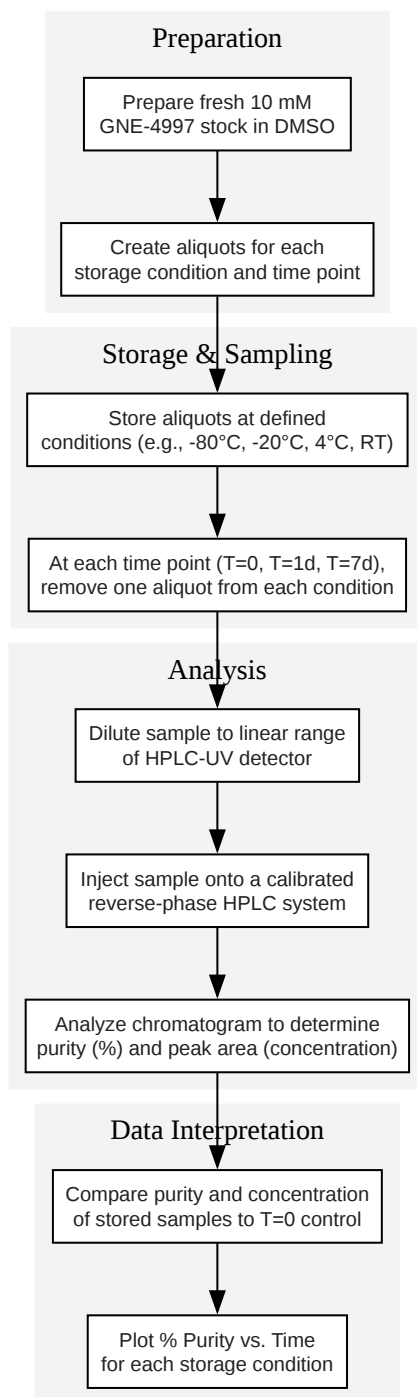 Preparation
Prepare fresh 10 mM
GNE-4997 stock in DMSO
Create aliquots for each
storage condition and time point
Storage & Sampling
Store aliquots at defined
conditions (e.g., -80°C, -20°C, 4°C, RT)
At each time point (T=0, T=1d, T=7d),
remove one aliquot from each condition
Analysis
Dilute sample to linear range
of HPLC-UV detector
Inject sample onto a calibrated
reverse-phase HPLC system
Analyze chromatogram to determine
purity (%) and peak area (concentration)
Data Interpretation
Compare purity and concentration
of stored samples to T=0 control
Plot % Purity vs. Time
for each storage condition